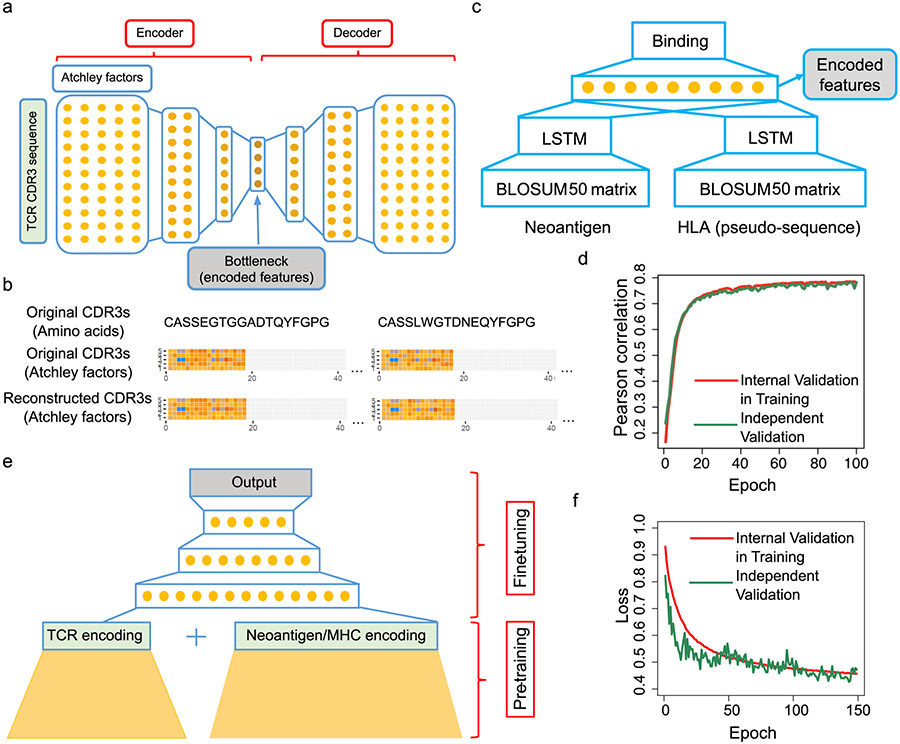 a
Encoder
Decoder
Atchley factors
TCR CDR3 sequence
Bottleneck
(encoded features)
b
Original CDR3s
(Amino acids)
CASSEGTGGADTQYFGPG
CASSLWGTDNEQYFGPG
Original CDR3s
(Atchley factors)
0
20
40
...
0
20
40
...
Reconstructed CDR3s
(Atchley factors)
0
20
40
...
0
20
40
...
c
Binding
Encoded
features
LSTM
LSTM
BLOSUM50 matrix
BLOSUM50 matrix
Neoantigen
HLA (pseudo-sequence)
d
Pearson correlation
0.2 0.3 0.4 0.5 0.6 0.7 0.8
Internal Validation
in Training
Independent
Validation
0 20 40 60 80 100
Epoch
e
Output
Finetuning
TCR encoding
+
Neoantigen/MHC encoding
Pretraining
f
Loss
0.4 0.5 0.6 0.7 0.8 0.9 1.0
Internal Validation
in Training
Independent
Validation
0 50 100 150
Epoch